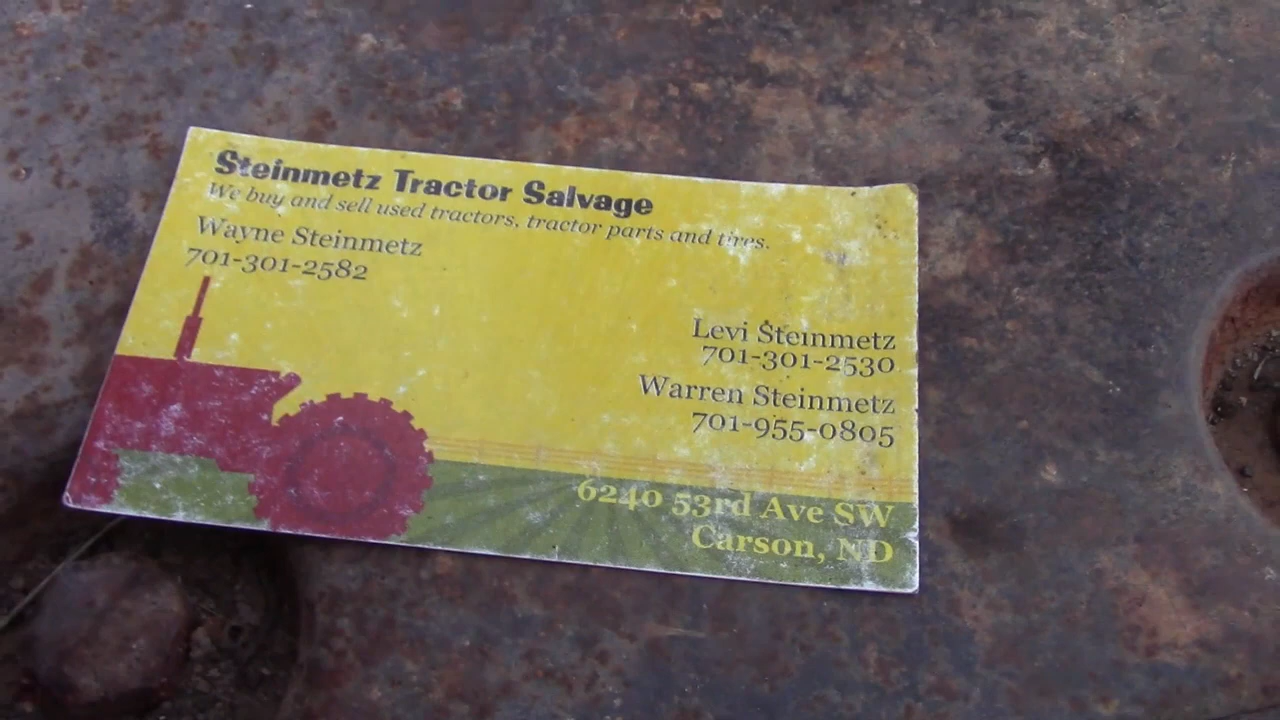 Steinmetz Tractor Salvage
We buy and sell used tractors, tractor parts and tires.
Wayne Steinmetz
701-301-2582
Levi Steinmetz
701-301-2530
Warren Steinmetz
701-955-0805
6240 53rd Ave SW
Carson, ND